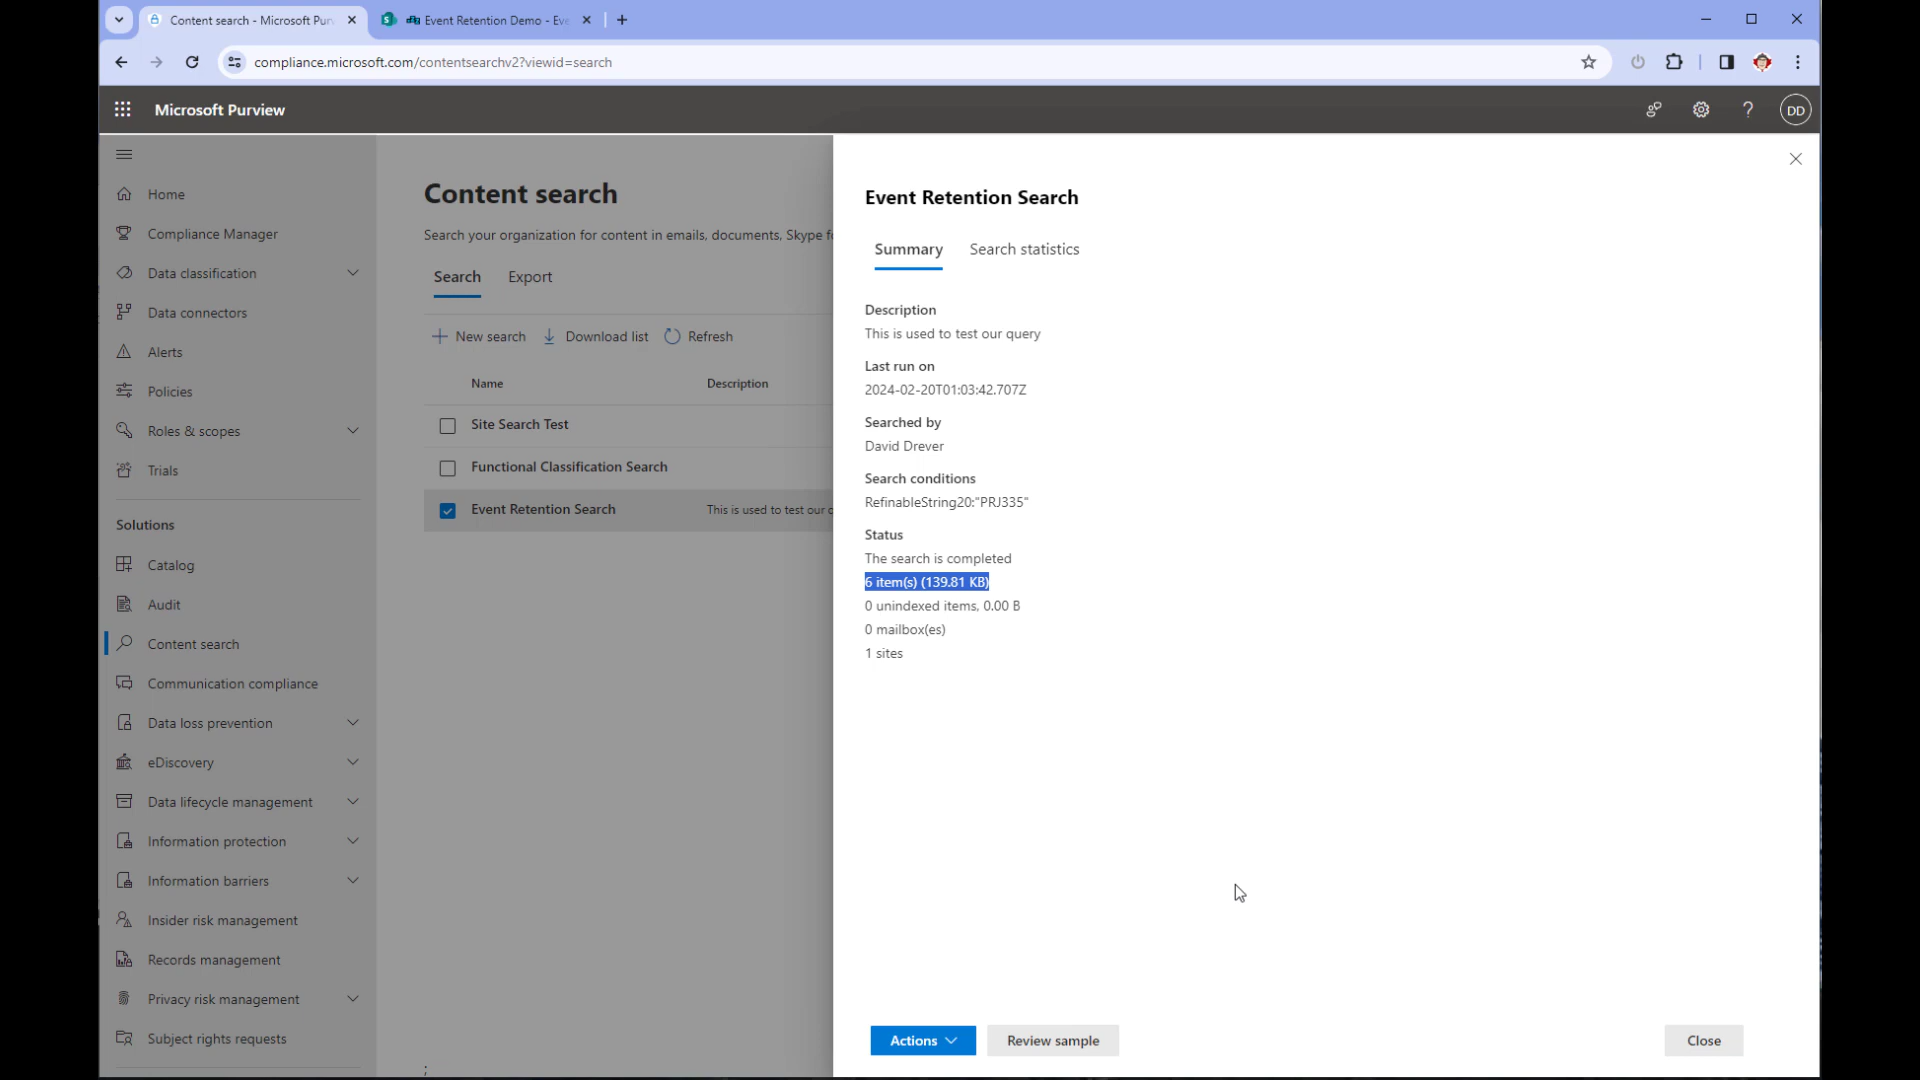 Content search - Microsoft Pur
Event Retention Demo - Eve
compliance.microsoft.com/contentsearchv2?viewid=search
Microsoft Purview
DD
Home
Compliance Manager
Data classification
Data connectors
Alerts
Policies
Roles & scopes
Trials
Solutions
Catalog
Audit
Content search
Communication compliance
Data loss prevention
eDiscovery
Data lifecycle management
Information protection
Information barriers
Insider risk management
Records management
Privacy risk management
Subject rights requests
Content search
Search your organization for content in emails, documents, Skype f
Search Export
New search Download list Refresh
Name Description
Site Search Test
Functional Classification Search
Event Retention Search This is used to test our q
;
Event Retention Search
Summary Search statistics
Description
This is used to test our query
Last run on
2024-02-20T01:03:42.707Z
Searched by
David Drever
Search conditions
RefinableString20:"PRJ335"
Status
The search is completed
6 item(s) (139.81 KB)
0 unindexed items, 0.00 B
0 mailbox(es)
1 sites
Actions Review sample Close